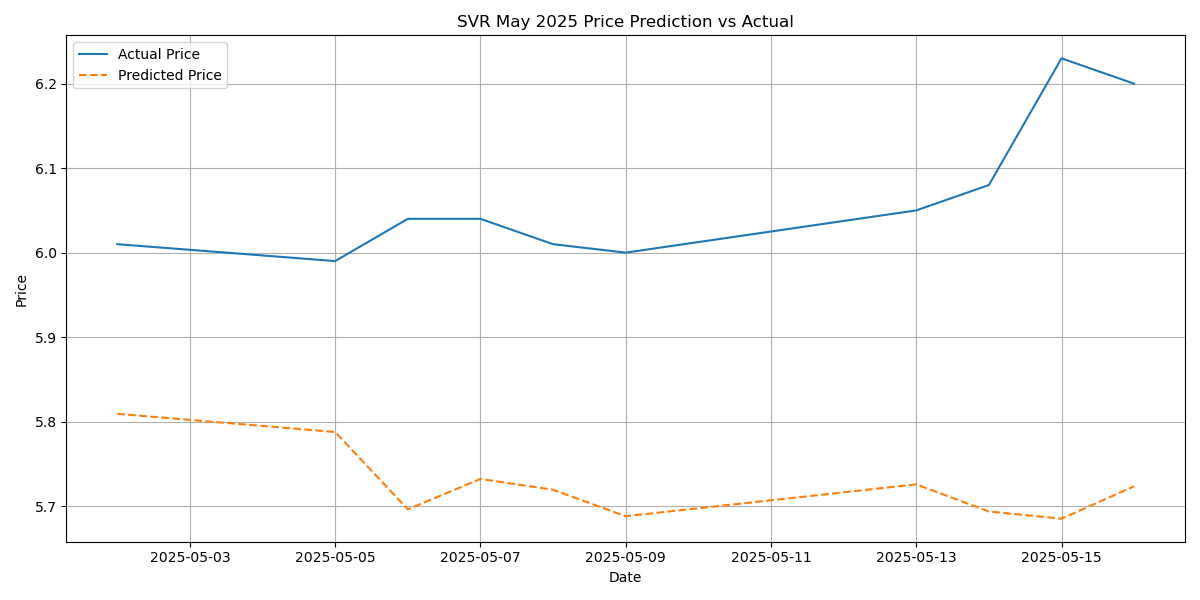 SVR May 2025 Price Prediction vs Actual
Actual Price
Predicted Price
6.2
6.1
6.0
5.9
5.8
5.7
Price
2025-05-03 2025-05-05 2025-05-07 2025-05-09 2025-05-11 2025-05-13 2025-05-15
Date